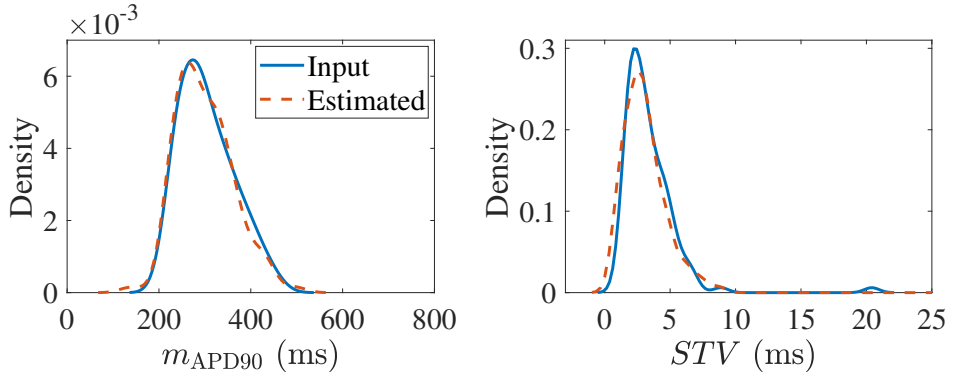 ×10⁻³
6
4
2
0
Density
0 200 400 600 800
m_APD90 (ms)
Input
Estimated
0.3
0.2
0.1
0
Density
0 5 10 15 20 25
STV (ms)